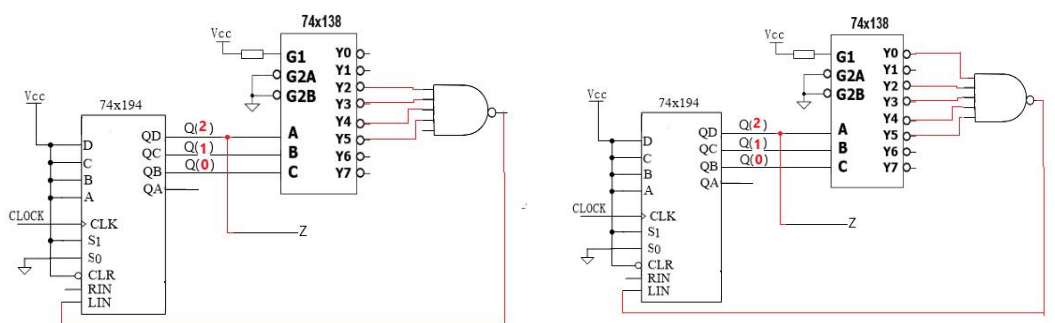 74x138
Vcc
G1
G2A
G2B
A
B
C
Y0
Y1
Y2
Y3
Y4
Y5
Y6
Y7
Vcc
74x194
D
C
B
A
CLK
S1
S0
CLR
RIN
LIN
QD
QC
QB
QA
Q(2)
Q(1)
Q(0)
CLOCK
Z
74x138
Vcc
G1
G2A
G2B
A
B
C
Y0
Y1
Y2
Y3
Y4
Y5
Y6
Y7
Vcc
74x194
D
C
B
A
CLK
S1
S0
CLR
RIN
LIN
QD
QC
QB
QA
Q(2)
Q(1)
Q(0)
CLOCK
Z